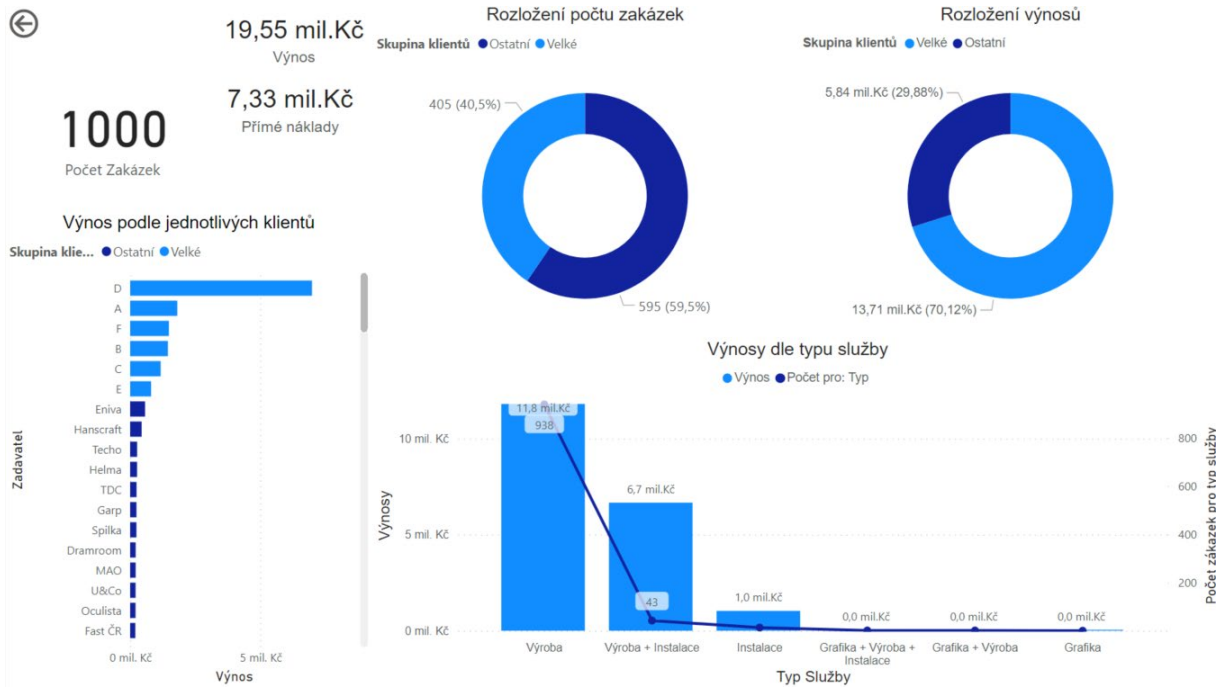 19,55 mil.Kč
Výnos
7,33 mil.Kč
Přímé náklady
1000
Počet Zakázek
Rozložení počtu zakázek
Skupina klientů Ostatní Velké
405 (40,5%)
595 (59,5%)
Rozložení výnosů
Skupina klientů Velké Ostatní
5,84 mil.Kč (29,88%)
13,71 mil.Kč (70,12%)
Výnos podle jednotlivých klientů
Skupina klie... Ostatní Velké
Zadavatel
D
A
F
B
C
E
Eniva
Hanscraft
Techo
Helma
TDC
Garp
Spilka
Dramroom
MAO
U&Co
Oculista
Fast ČR
0 mil. Kč 5 mil. Kč
Výnos
Výnosy dle typu služby
Výnos Počet pro: Typ
Výnosy
10 mil. Kč
5 mil. Kč
0 mil. Kč
11,8 mil.Kč
938
6,7 mil.Kč
43
1,0 mil.Kč
0,0 mil.Kč
0,0 mil.Kč
0,0 mil.Kč
800
600
400
200
Počet zákazek pro typ služby
Výroba
Výroba + Instalace
Instalace
Grafika + Výroba +
Instalace
Grafika + Výroba
Grafika
Typ Služby